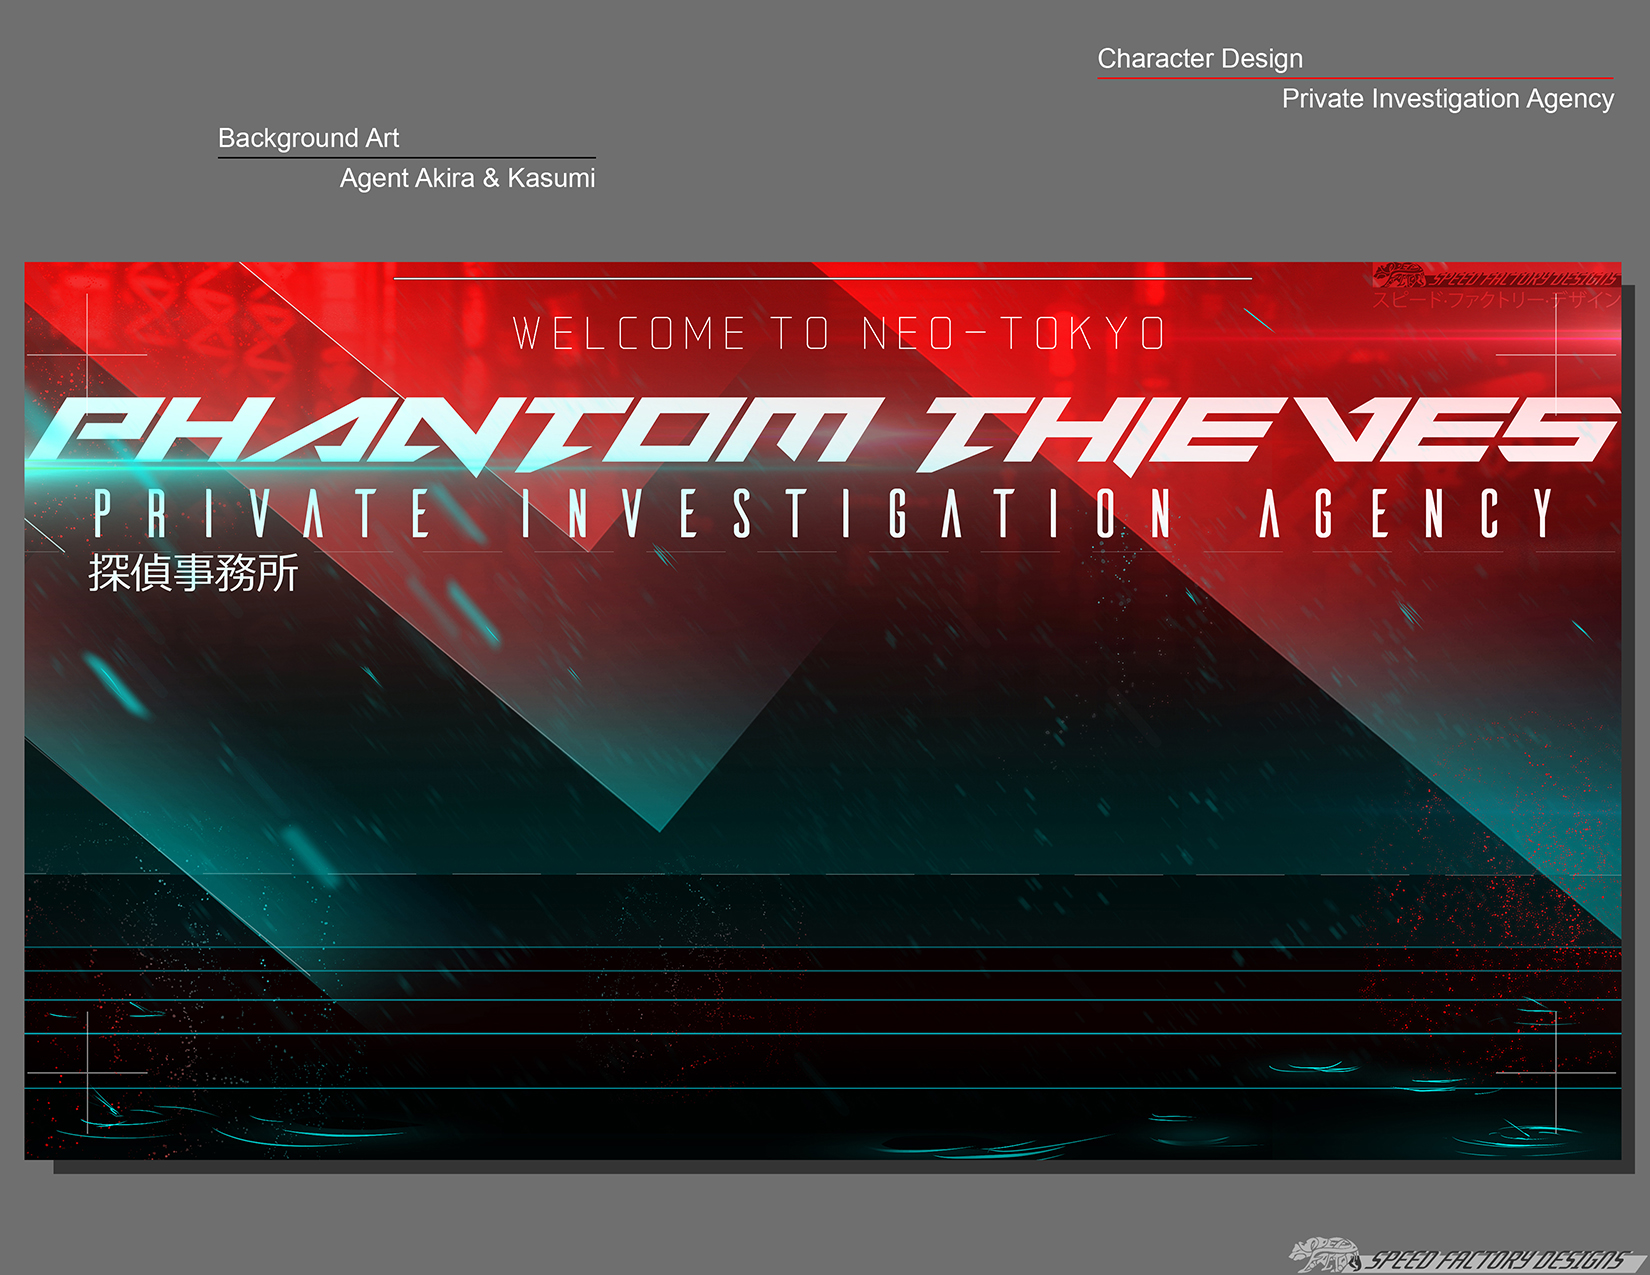 Character Design
Private Investigation Agency
Background Art
Agent Akira & Kasumi
SPEED FACTORY DESIGNS
スピード·ファクトリー·デザイン
WELCOME TO NEO-TOKYO
PHANTOM THIEVES
PRIVATE INVESTIGATION AGENCY
探偵事務所
SPEED FACTORY DESIGNS